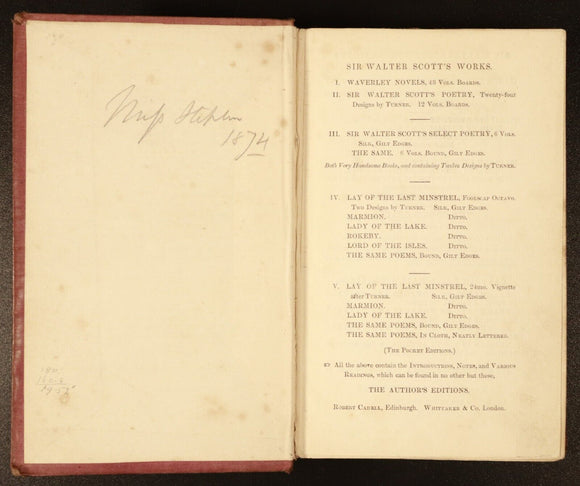 Miss Stephen
1874
SIR WALTER SCOTT'S WORKS.
I. WAVERLEY NOVELS, 48 Vols. Boards.
II. SIR WALTER SCOTT'S POETRY, Twenty-four
Designs by Turner. 12 Vols. Boards.
III. SIR WALTER SCOTT'S SELECT POETRY, 6 Vols.
Silk, Gilt Edges.
THE SAME, 6 Vols. Bound, Gilt Edges.
Both Very Handsome Books, and containing Twelve Designs by Turner.
IV. LAY OF THE LAST MINSTREL, Foolscap Octavo.
Two Designs by Turner. Silk, Gilt Edges.
MARMION. Ditto.
LADY OF THE LAKE. Ditto.
ROKEBY. Ditto.
LORD OF THE ISLES. Ditto.
THE SAME POEMS, Bound, Gilt Edges.
V. LAY OF THE LAST MINSTREL, 24mo. Vignette
after Turner. Silk, Gilt Edges.
MARMION. Ditto.
LADY OF THE LAKE. Ditto.
THE SAME POEMS, Bound, Gilt Edges.
THE SAME POEMS, In Cloth, Neatly Lettered.
(The Pocket Editions.)
☞ All the above contain the Introductions, Notes, and Various
Readings, which can be found in no other but these,
THE AUTHOR'S EDITIONS.
Robert Cadell, Edinburgh. Whittaker & Co. London.